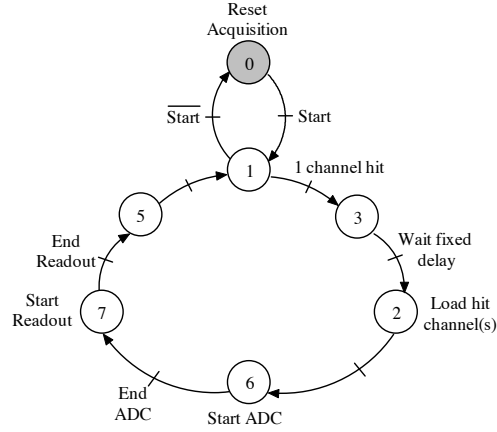 Reset
Acquisition
0
Start
Start
1
1 channel hit
5
3
End
Readout
Wait fixed
delay
Start
Readout
7
2
Load hit
channel(s)
6
End
ADC
Start ADC